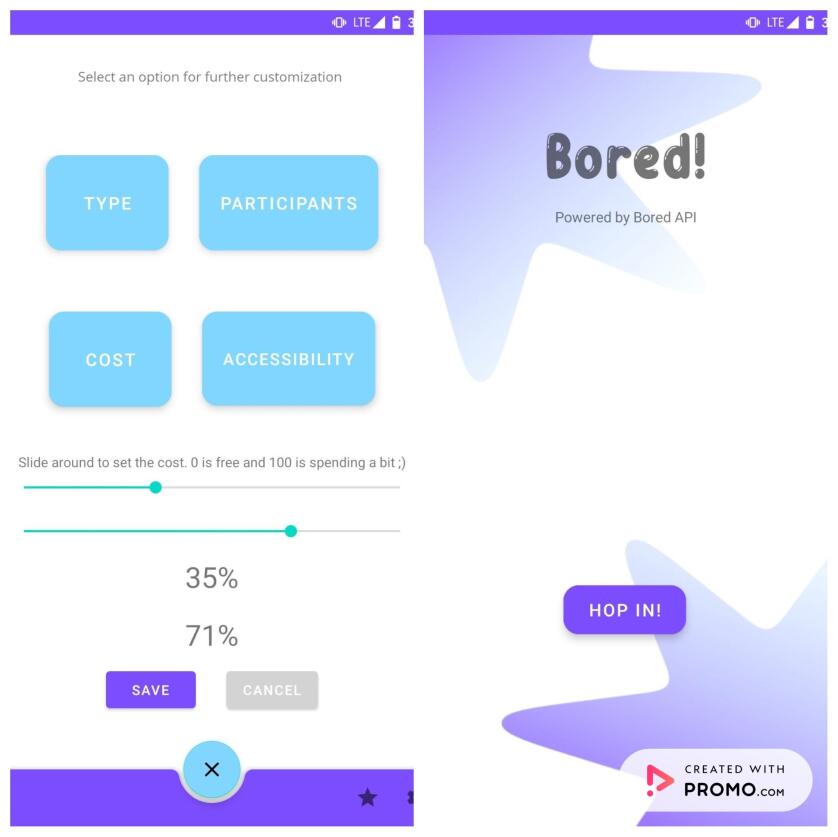 LTE 3
Select an option for further customization
TYPE
PARTICIPANTS
COST
ACCESSIBILITY
Slide around to set the cost. 0 is free and 100 is spending a bit ;)
35%
71%
SAVE
CANCEL
LTE 3
Bored!
Powered by Bored API
HOP IN!
CREATED WITH
PROMO.COM